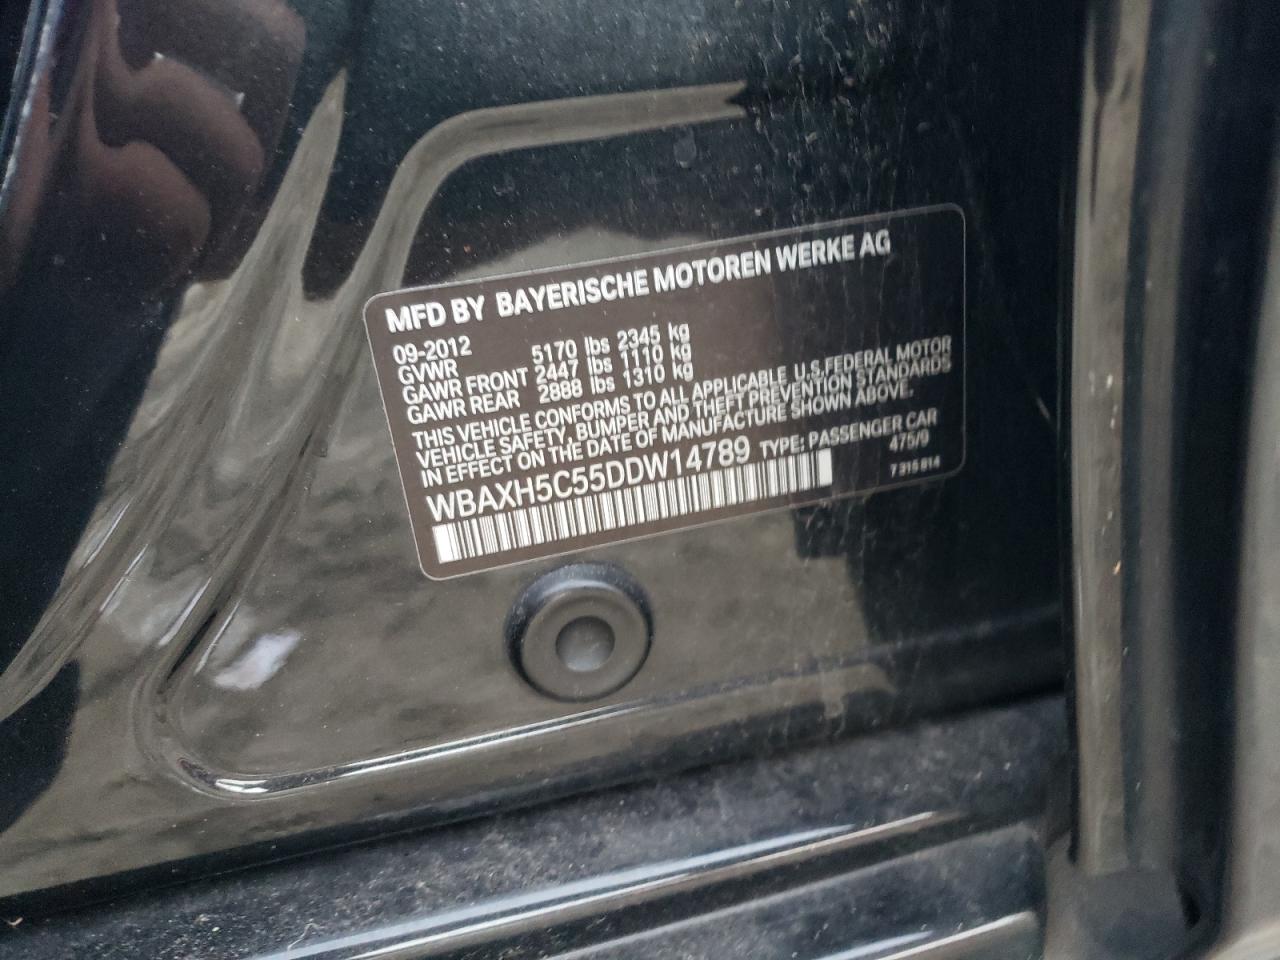 MFD BY BAYERISCHE MOTOREN WERKE AG
09-2012
GVWR 5170 lbs 2345 kg
GAWR FRONT 2447 lbs 1110 kg
GAWR REAR 2888 lbs 1310 kg
THIS VEHICLE CONFORMS TO ALL APPLICABLE U.S.FEDERAL MOTOR
VEHICLE SAFETY, BUMPER AND THEFT PREVENTION STANDARDS
IN EFFECT ON THE DATE OF MANUFACTURE SHOWN ABOVE.
WBAXH5C55DDW14789 TYPE: PASSENGER CAR
475/9
7 315 814